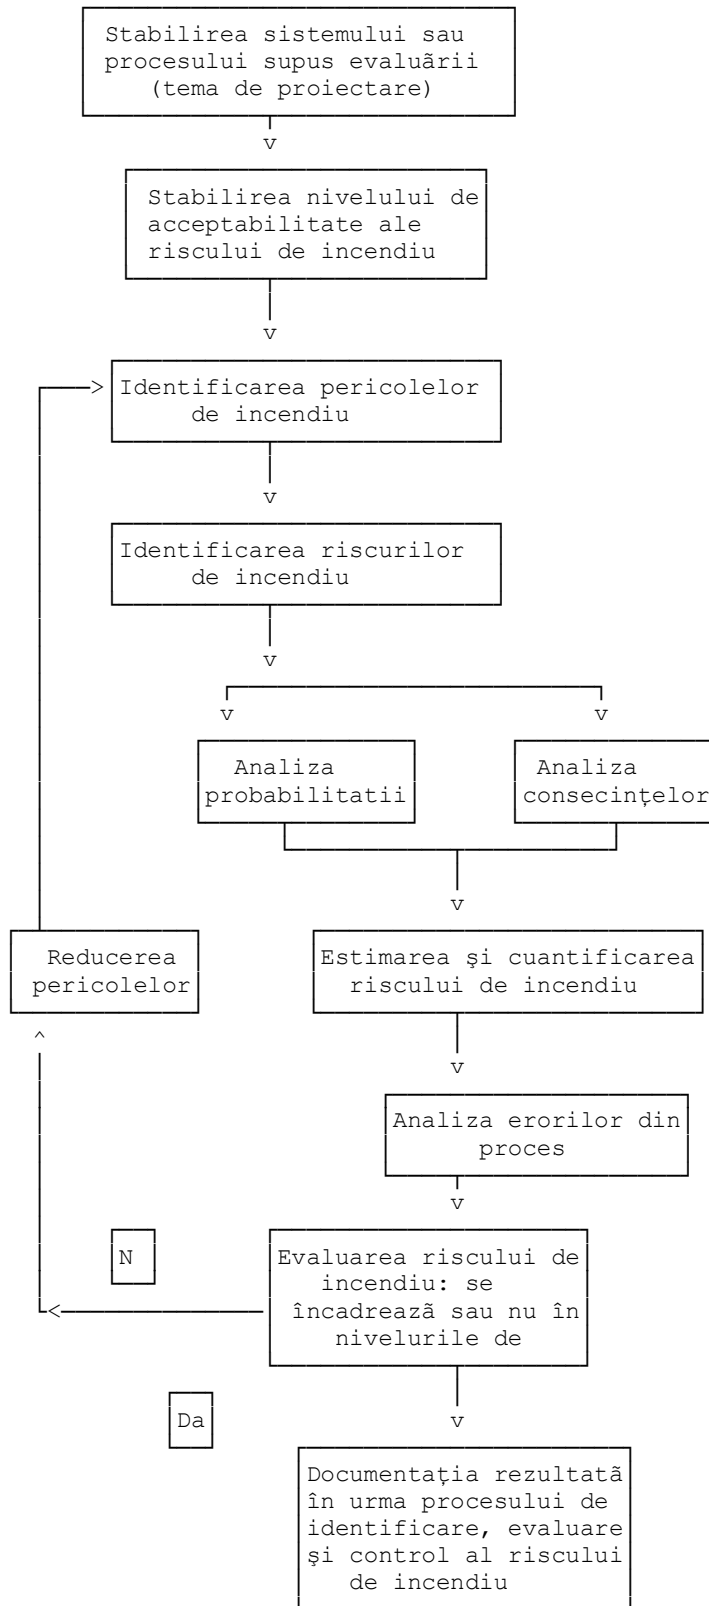 Stabilirea sistemului sau
procesului supus evaluãrii
(tema de proiectare)
v
Stabilirea nivelului de
acceptabilitate ale
riscului de incendiu
v
> Identificarea pericolelor
de incendiu
v
Identificarea riscurilor
de incendiu
v
v v
Analiza
probabilitatii
Analiza
consecinţelor
v
Reducerea
pericolelor
Estimarea şi cuantificarea
riscului de incendiu
^
v
Analiza erorilor din
proces
v
N
Evaluarea riscului de
incendiu: se
încadreazã sau nu în
nivelurile de
<
Da
v
Documentaţia rezultatã
în urma procesului de
identificare, evaluare
şi control al riscului
de incendiu